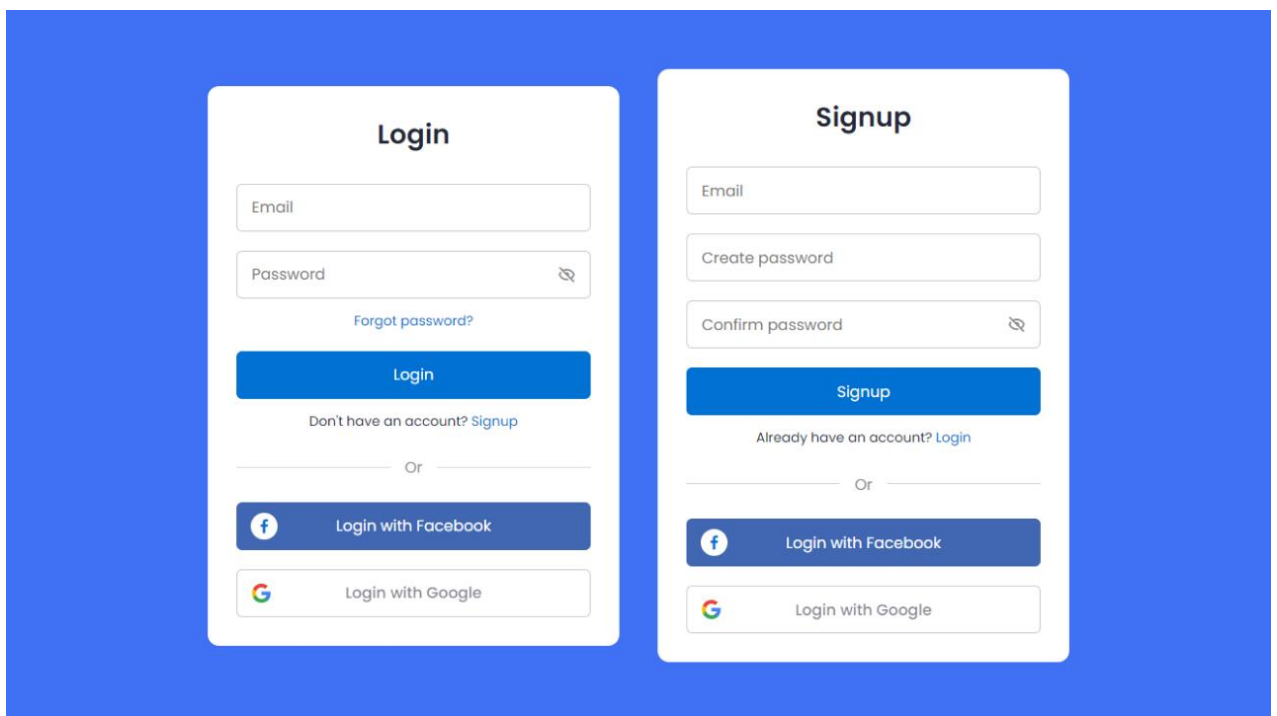 Login
Email
Password
Forgot password?
Login
Don't have an account? Signup
Or
Login with Facebook
Login with Google
Signup
Email
Create password
Confirm password
Signup
Already have an account? Login
Or
Login with Facebook
Login with Google